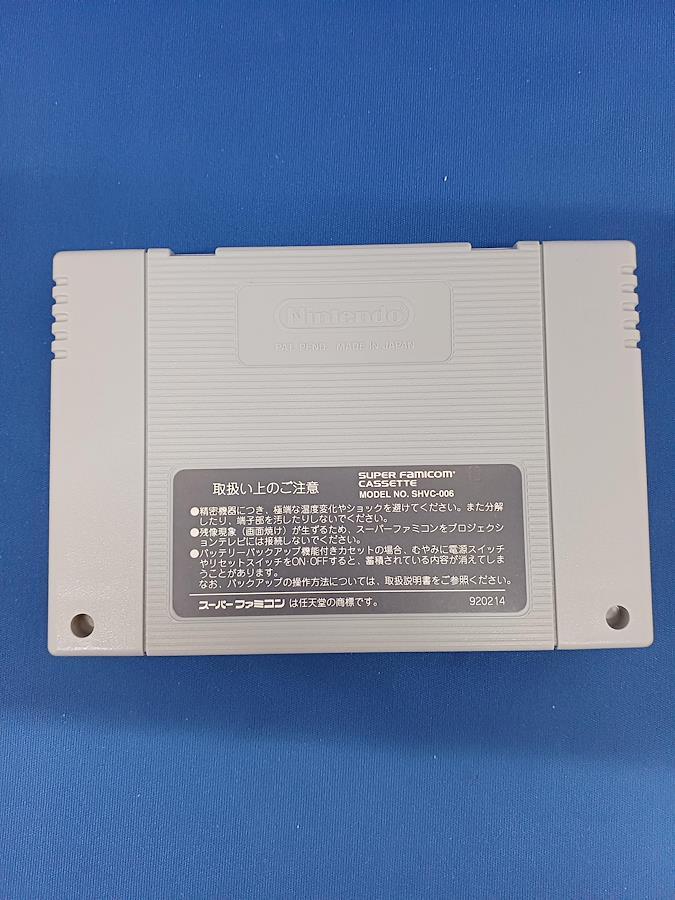 Nintendo
PAT. PEND. MADE IN JAPAN
取扱い上のご注意
SUPER FAMICOM
CASSETTE
MODEL NO. SHVC-006
●精密機器につき、極端な温度変化やショックを避けてください。また分解
したり、端子部を汚したりしないでください。
●残像現象(画面焼け)が生ずるため、スーパーファミコンをプロジェクシ
ョンテレビには接続しないでください。
●バッテリーバックアップ機能付きカセットの場合、むやみに電源スイッチ
やリセットスイッチをON・OFFすると、蓄積されている内容が消えてしま
うことがあります。
なお、バックアップの操作方法については、取扱説明書をご参照ください。
スーパーファミコンは任天堂の商標です。 920214